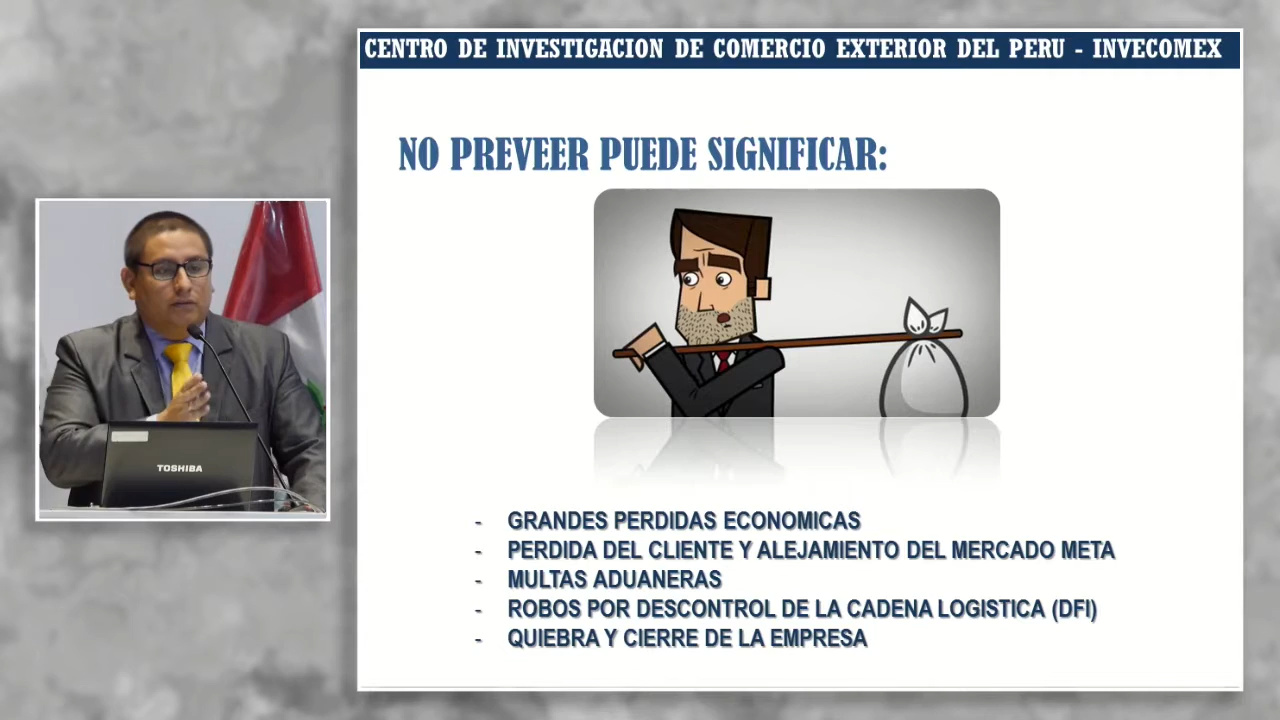 CENTRO DE INVESTIGACION DE COMERCIO EXTERIOR DEL PERU - INVECOMEX
NO PREVEER PUEDE SIGNIFICAR:
TOSHIBA
- GRANDES PERDIDAS ECONOMICAS
- PERDIDA DEL CLIENTE Y ALEJAMIENTO DEL MERCADO META
- MULTAS ADUANERAS
- ROBOS POR DESCONTROL DE LA CADENA LOGISTICA (DFI)
- QUIEBRA Y CIERRE DE LA EMPRESA